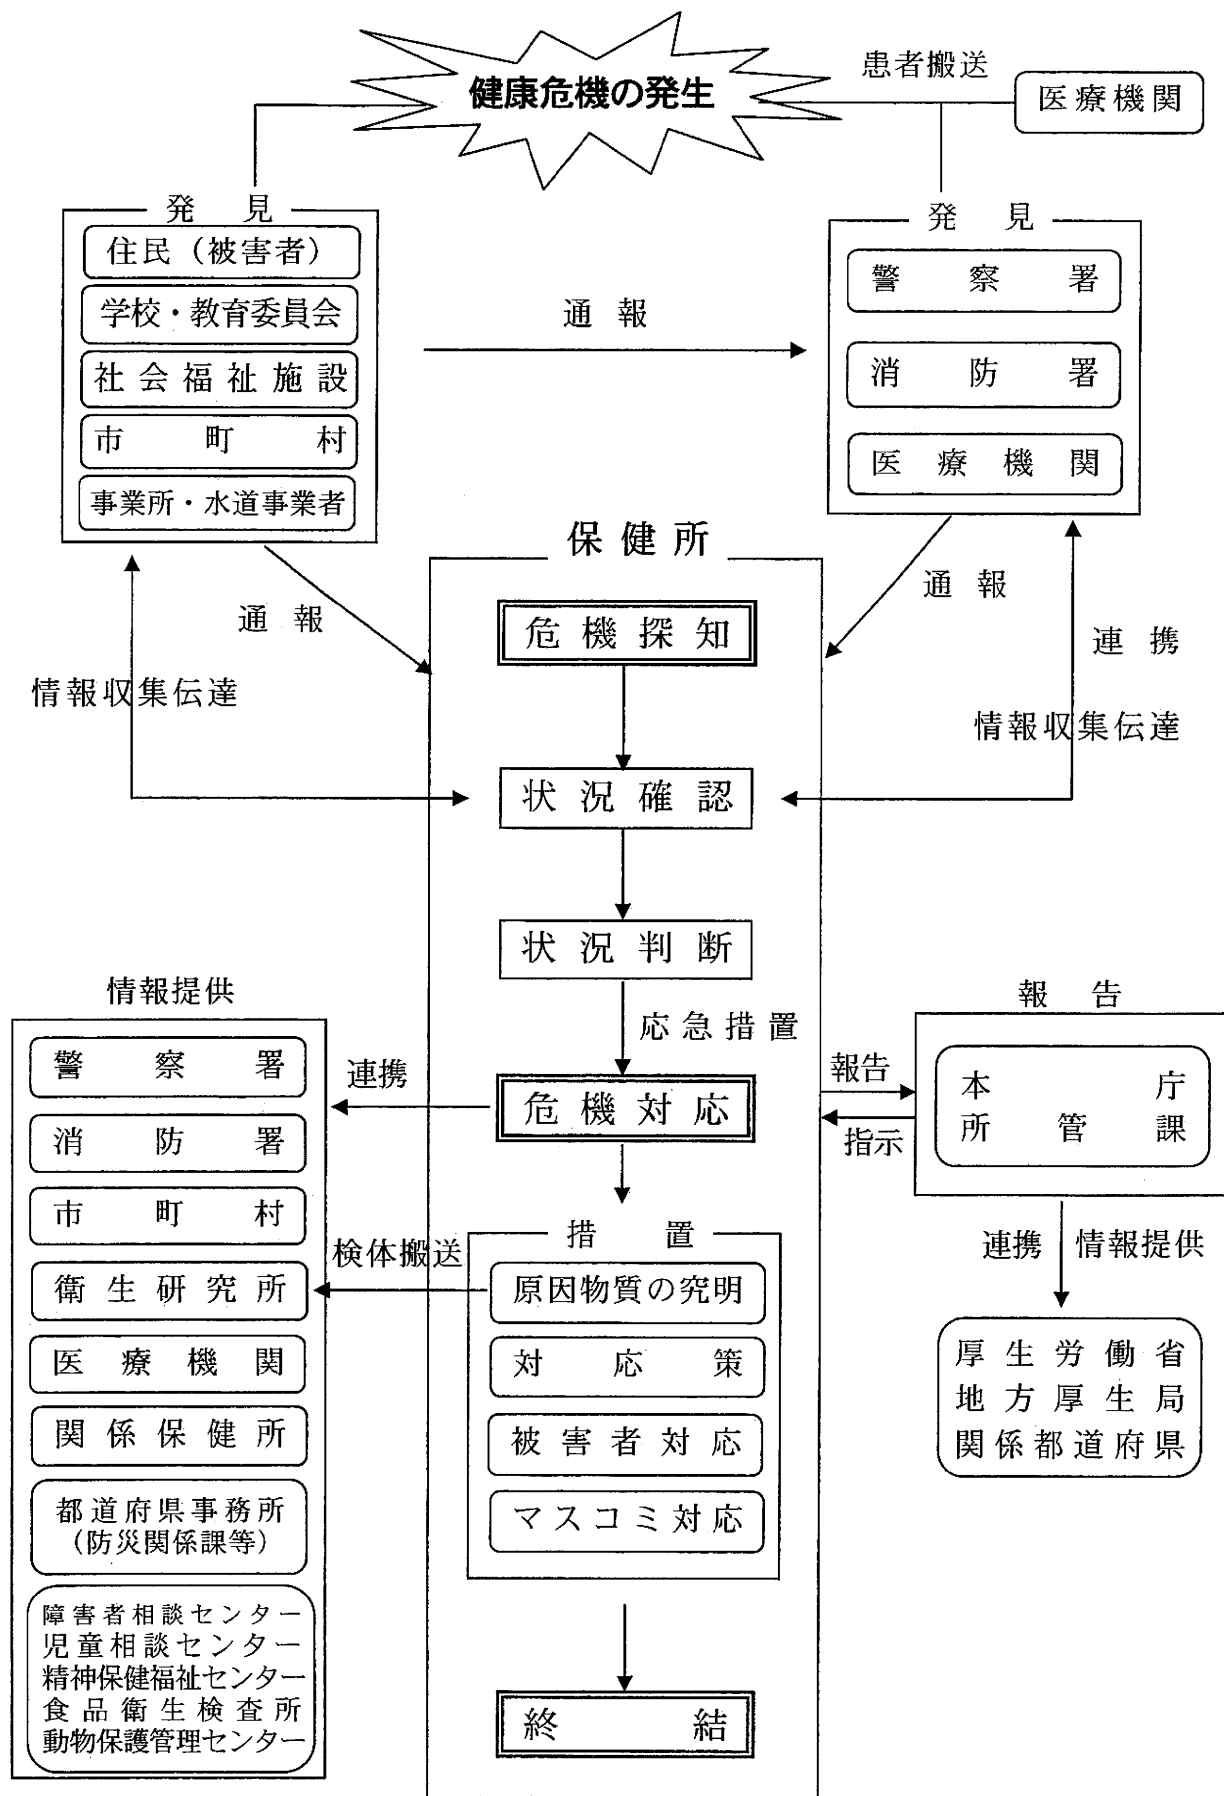 健康危機の発生
患者搬送
医療機関
発見
住民（被害者）
学校・教育委員会
社会福祉施設
市町村
事業所・水道事業者
通報
発見
警察署
消防署
医療機関
通報
情報収集伝達
通報
連携
情報収集伝達
保健所
危機探知
状況確認
状況判断
応急措置
危機対応
措置
原因物質の究明
対応策
被害者対応
マスコミ対応
終結
情報提供
警察署
消防署
市町村
衛生研究所
医療機関
関係保健所
都道府県事務所
（防災関係課等）
障害者相談センター
児童相談センター
精神保健福祉センター
食品衛生検査所
動物保護管理センター
連携
検体搬送
報告
指示
報告
本庁
所管課
連携
情報提供
厚生労働省
地方厚生局
関係都道府県